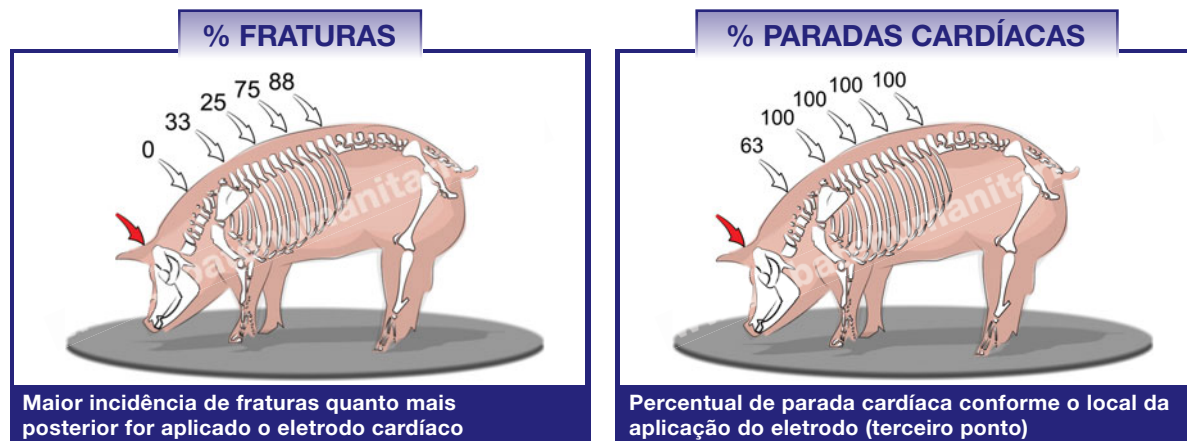 % FRATURAS
0
33
25
75
88
Maior incidência de fraturas quanto mais
posterior for aplicado o eletrodo cardíaco
% PARADAS CARDÍACAS
63
100
100
100
100
Percentual de parada cardíaca conforme o local da
aplicação do eletrodo (terceiro ponto)